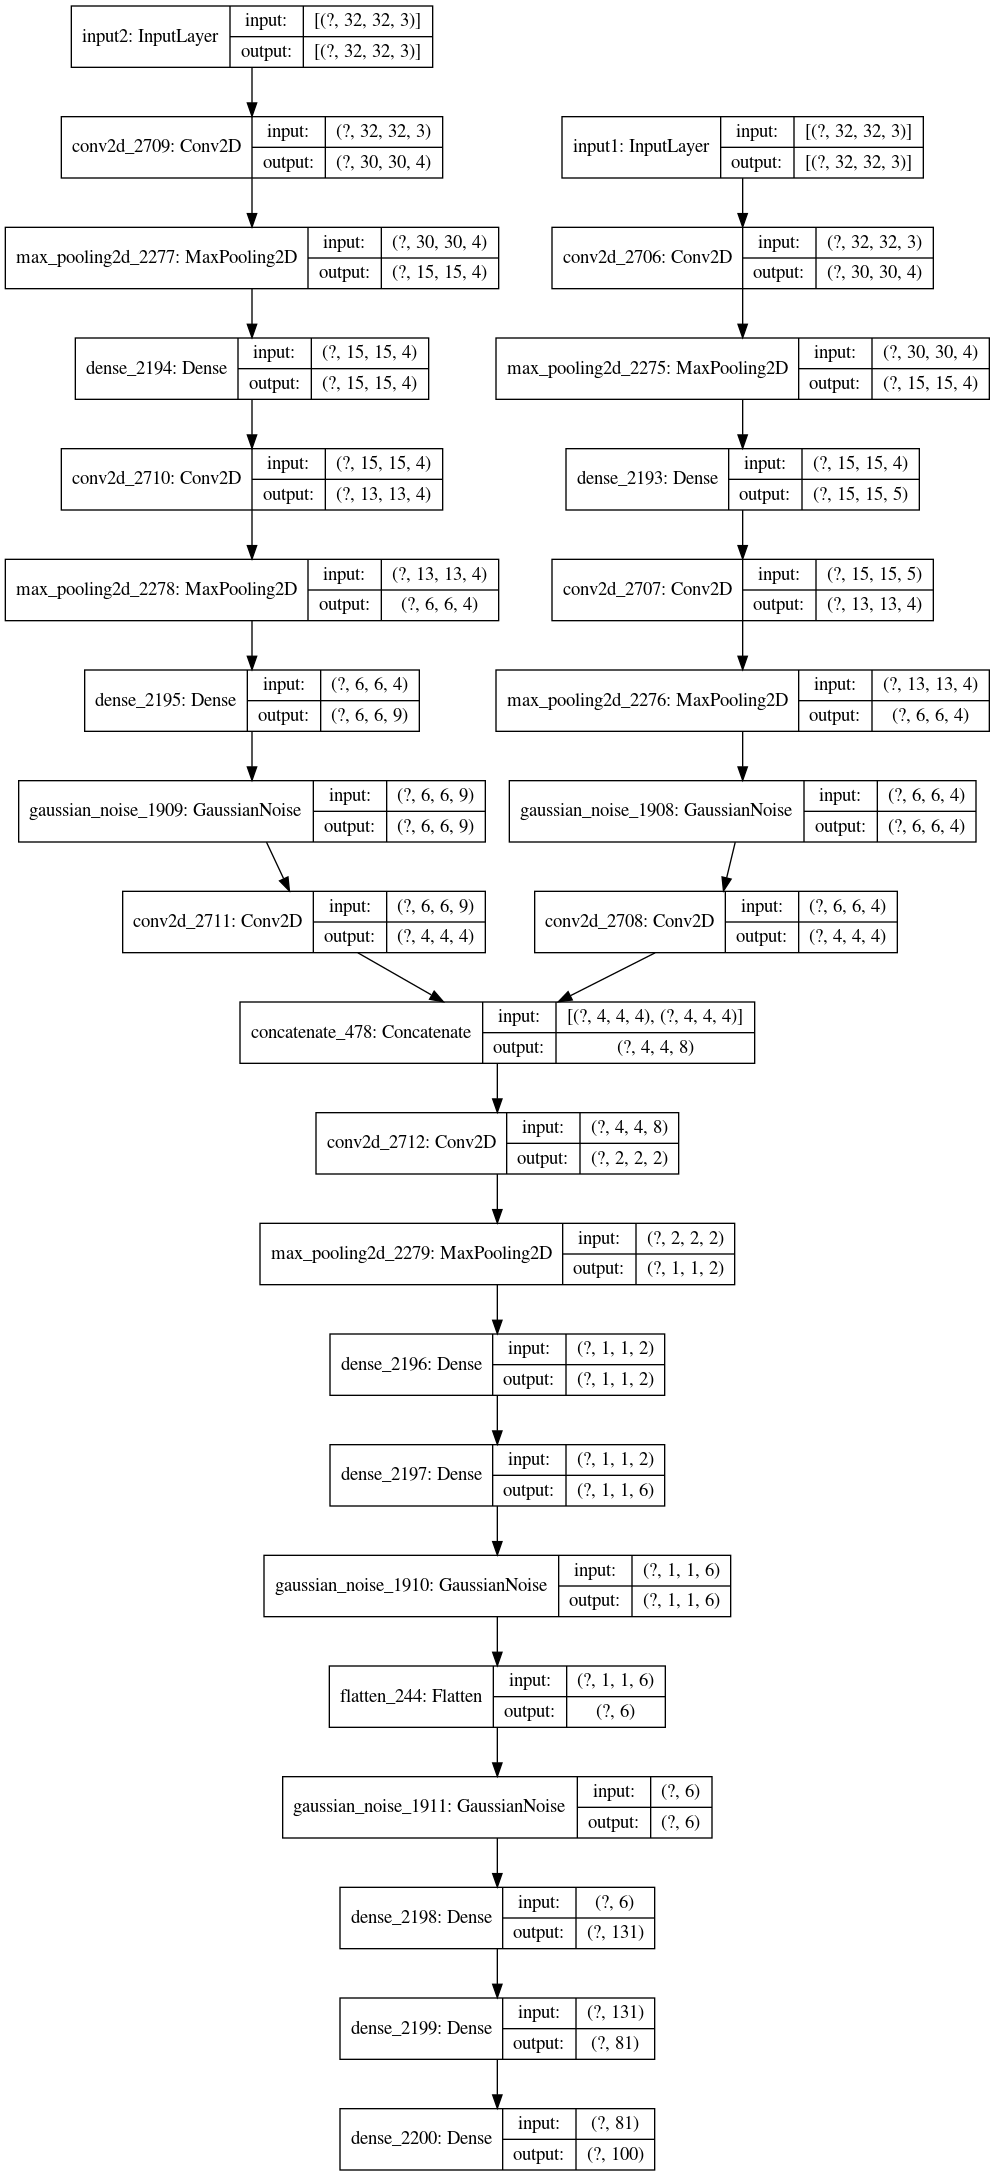 input2: InputLayer
input: [(?, 32, 32, 3)]
output: [(?, 32, 32, 3)]
conv2d_2709: Conv2D
input: (?, 32, 32, 3)
output: (?, 30, 30, 4)
input1: InputLayer
input: [(?, 32, 32, 3)]
output: [(?, 32, 32, 3)]
max_pooling2d_2277: MaxPooling2D
input: (?, 30, 30, 4)
output: (?, 15, 15, 4)
conv2d_2706: Conv2D
input: (?, 32, 32, 3)
output: (?, 30, 30, 4)
dense_2194: Dense
input: (?, 15, 15, 4)
output: (?, 15, 15, 4)
max_pooling2d_2275: MaxPooling2D
input: (?, 30, 30, 4)
output: (?, 15, 15, 4)
conv2d_2710: Conv2D
input: (?, 15, 15, 4)
output: (?, 13, 13, 4)
dense_2193: Dense
input: (?, 15, 15, 4)
output: (?, 15, 15, 5)
max_pooling2d_2278: MaxPooling2D
input: (?, 13, 13, 4)
output: (?, 6, 6, 4)
conv2d_2707: Conv2D
input: (?, 15, 15, 5)
output: (?, 13, 13, 4)
dense_2195: Dense
input: (?, 6, 6, 4)
output: (?, 6, 6, 9)
max_pooling2d_2276: MaxPooling2D
input: (?, 13, 13, 4)
output: (?, 6, 6, 4)
gaussian_noise_1909: GaussianNoise
input: (?, 6, 6, 9)
output: (?, 6, 6, 9)
gaussian_noise_1908: GaussianNoise
input: (?, 6, 6, 4)
output: (?, 6, 6, 4)
conv2d_2711: Conv2D
input: (?, 6, 6, 9)
output: (?, 4, 4, 4)
conv2d_2708: Conv2D
input: (?, 6, 6, 4)
output: (?, 4, 4, 4)
concatenate_478: Concatenate
input: [(?, 4, 4, 4), (?, 4, 4, 4)]
output: (?, 4, 4, 8)
conv2d_2712: Conv2D
input: (?, 4, 4, 8)
output: (?, 2, 2, 2)
max_pooling2d_2279: MaxPooling2D
input: (?, 2, 2, 2)
output: (?, 1, 1, 2)
dense_2196: Dense
input: (?, 1, 1, 2)
output: (?, 1, 1, 2)
dense_2197: Dense
input: (?, 1, 1, 2)
output: (?, 1, 1, 6)
gaussian_noise_1910: GaussianNoise
input: (?, 1, 1, 6)
output: (?, 1, 1, 6)
flatten_244: Flatten
input: (?, 1, 1, 6)
output: (?, 6)
gaussian_noise_1911: GaussianNoise
input: (?, 6)
output: (?, 6)
dense_2198: Dense
input: (?, 6)
output: (?, 131)
dense_2199: Dense
input: (?, 131)
output: (?, 81)
dense_2200: Dense
input: (?, 81)
output: (?, 100)